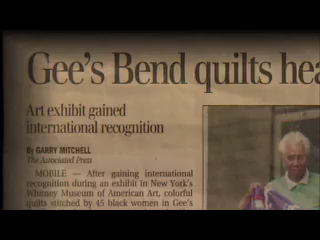 Gee's Bend quilts hea
Art exhibit gained
international recognition
By GARRY MITCHELL
The Associated Press
MOBILE — After gaining international
recognition during an exhibit in New York's
Whitney Museum of American Art, colorful
quilts stitched by 45 black women in Gee's